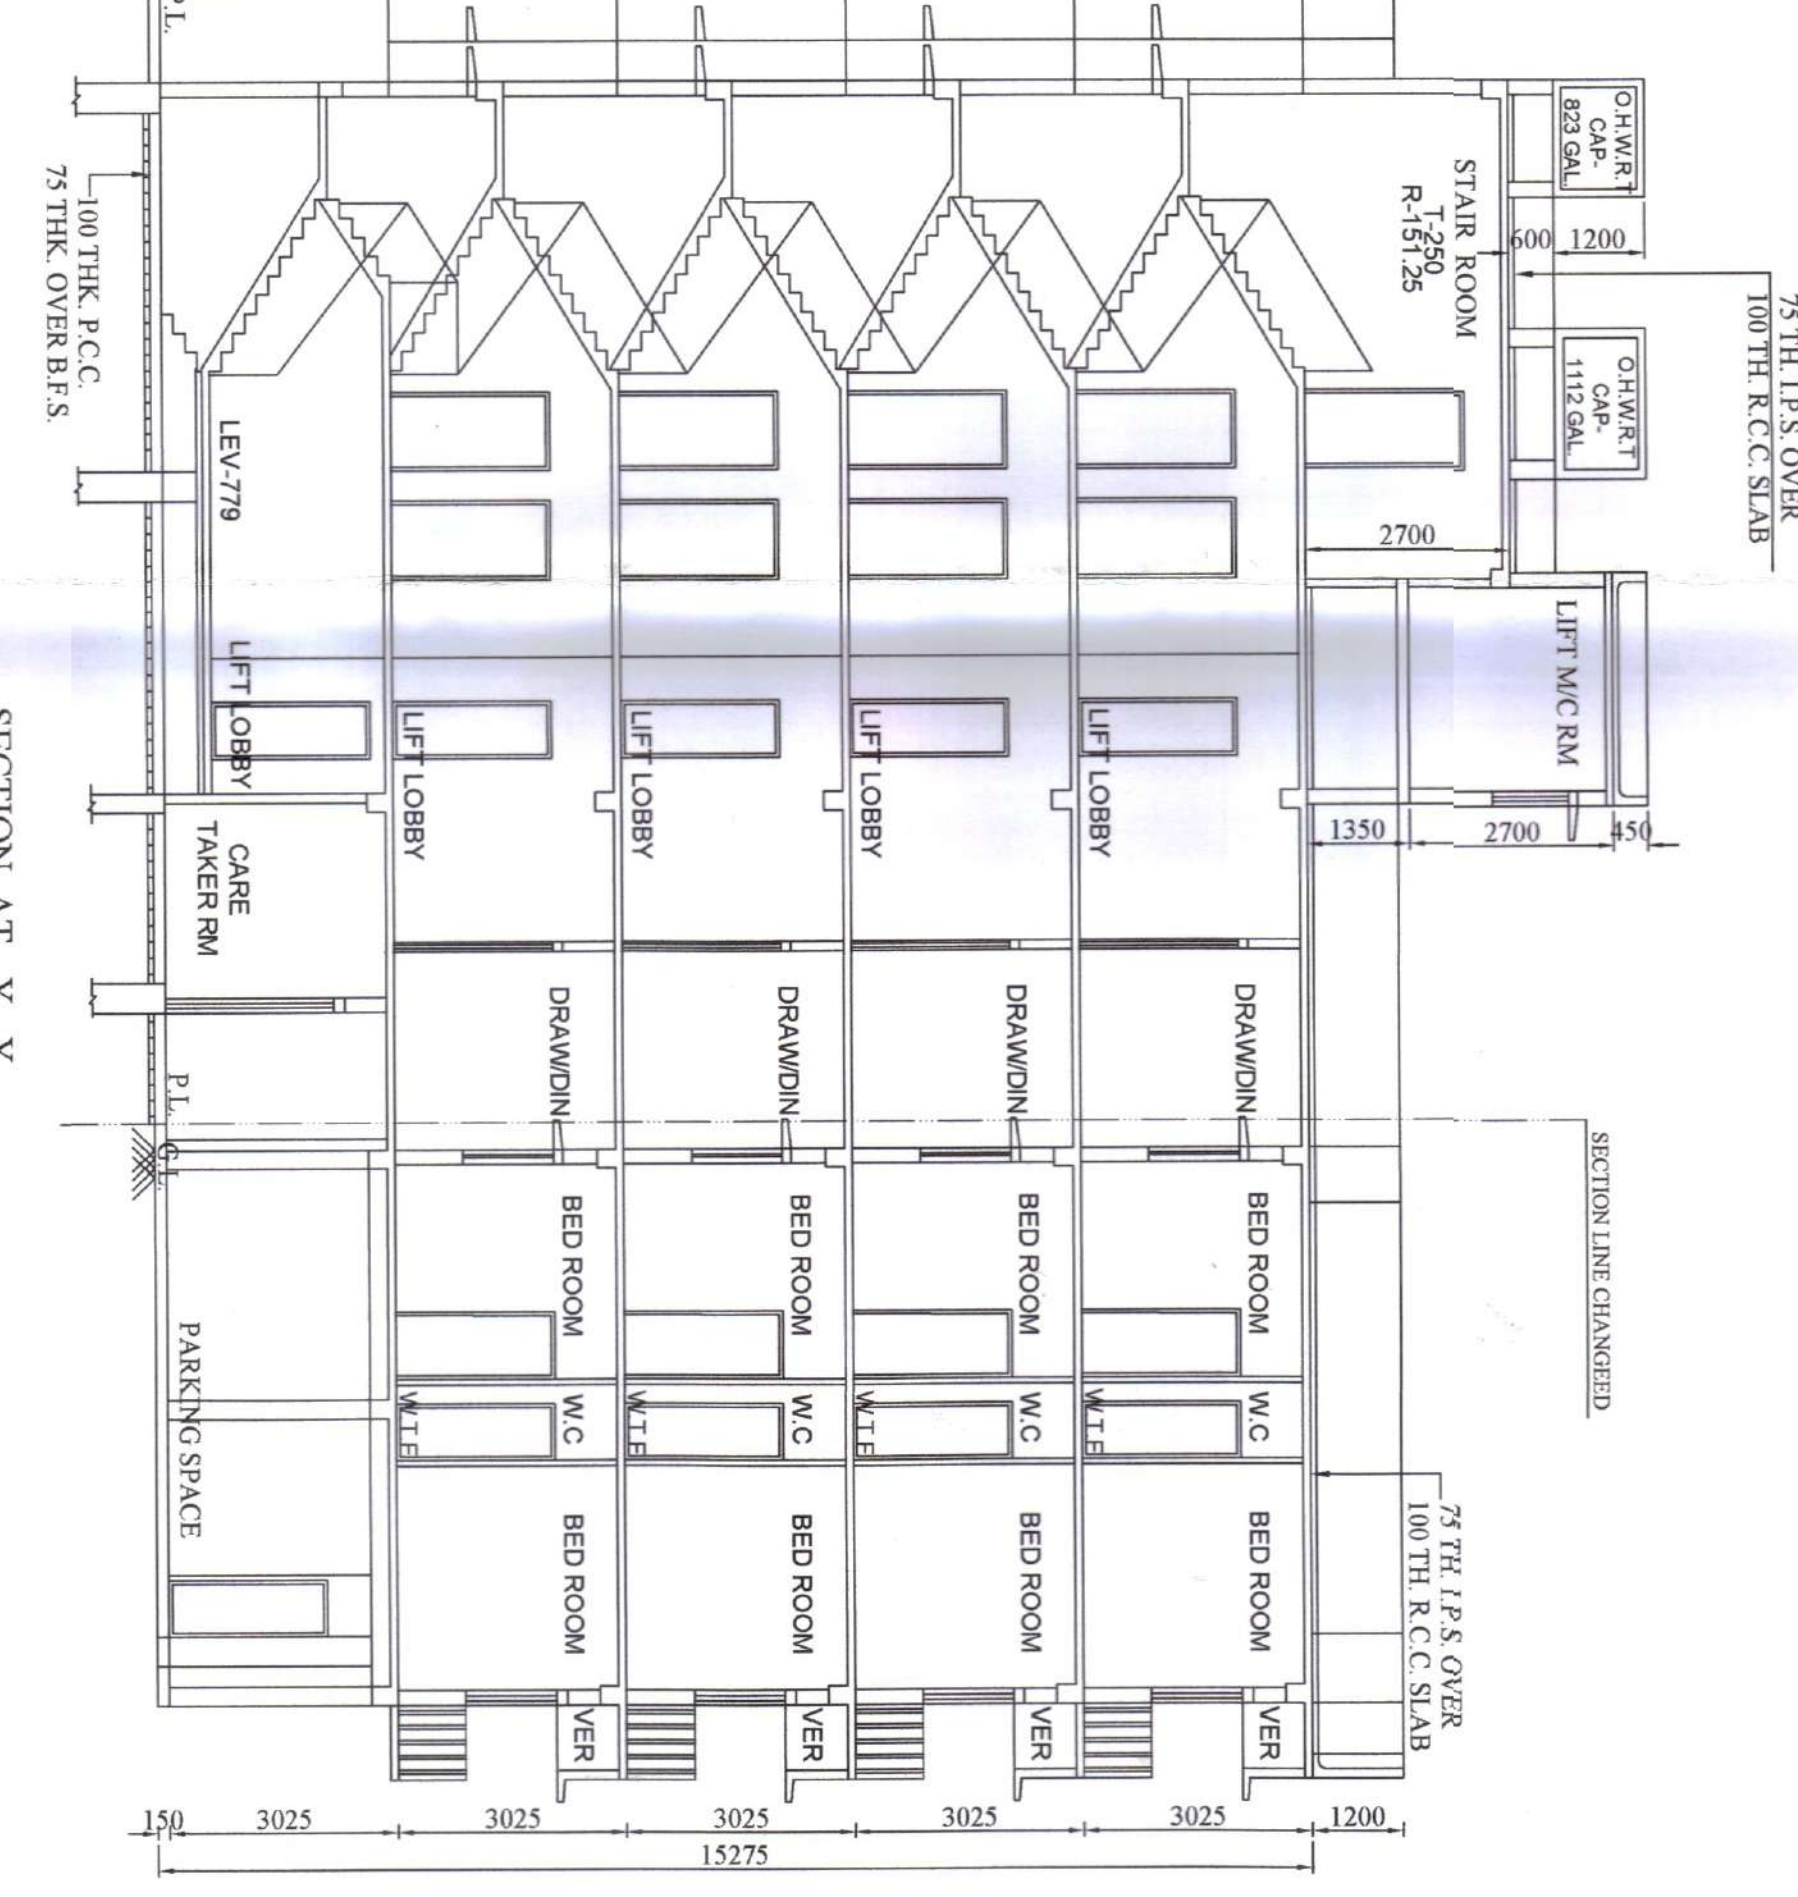 O.H.W.R.T
CAP-
823 GAL.
O.H.W.R.T
CAP-
1112 GAL.
600
1200
75 TH. I.P.S. OVER
100 TH. R.C.C. SLAB
STAIR ROOM
T-250
R-151.25
2700
LIFT M/C RM
1350
2700
450
SECTION LINE CHANGEED
75 TH. I.P.S. OVER
100 TH. R.C.C. SLAB
LIFT LOBBY
DRAW/DIN
BED ROOM
W.C
W.T.F
BED ROOM
VER
LIFT LOBBY
DRAW/DIN
BED ROOM
W.C
W.T.F
BED ROOM
VER
LIFT LOBBY
DRAW/DIN
BED ROOM
W.C
W.T.F
BED ROOM
VER
LIFT LOBBY
DRAW/DIN
BED ROOM
W.C
W.T.F
BED ROOM
VER
LEV-779
LIFT LOBBY
CARE
TAKER RM
PARKING SPACE
P.L.
P.L.
G.L.
100 THK. P.C.C.
75 THK. OVER B.F.S.
1200
3025
3025
3025
3025
3025
150
15275